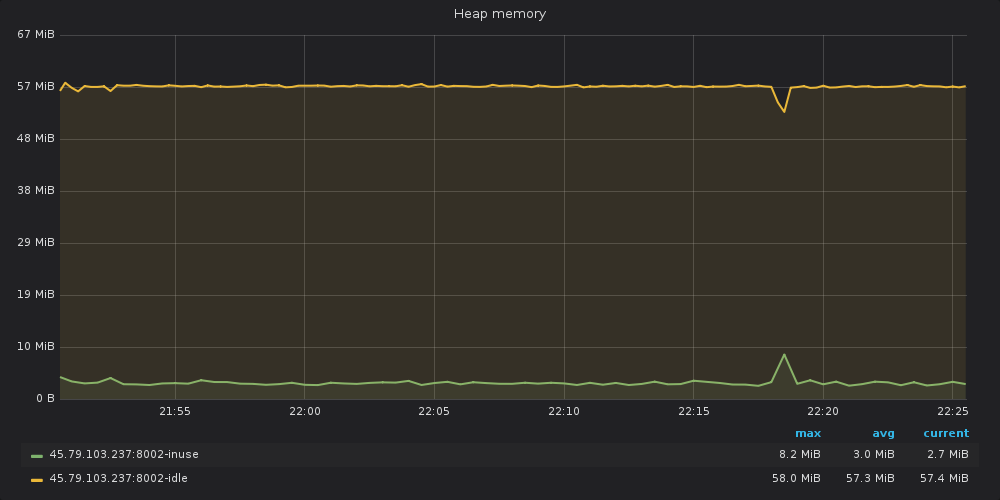 Heap memory
67 MiB
57 MiB
48 MiB
38 MiB
29 MiB
19 MiB
10 MiB
0 B
21:55 22:00 22:05 22:10 22:15 22:20 22:25
max avg current
45.79.103.237:8002-inuse 8.2 MiB 3.0 MiB 2.7 MiB
45.79.103.237:8002-idle 58.0 MiB 57.3 MiB 57.4 MiB